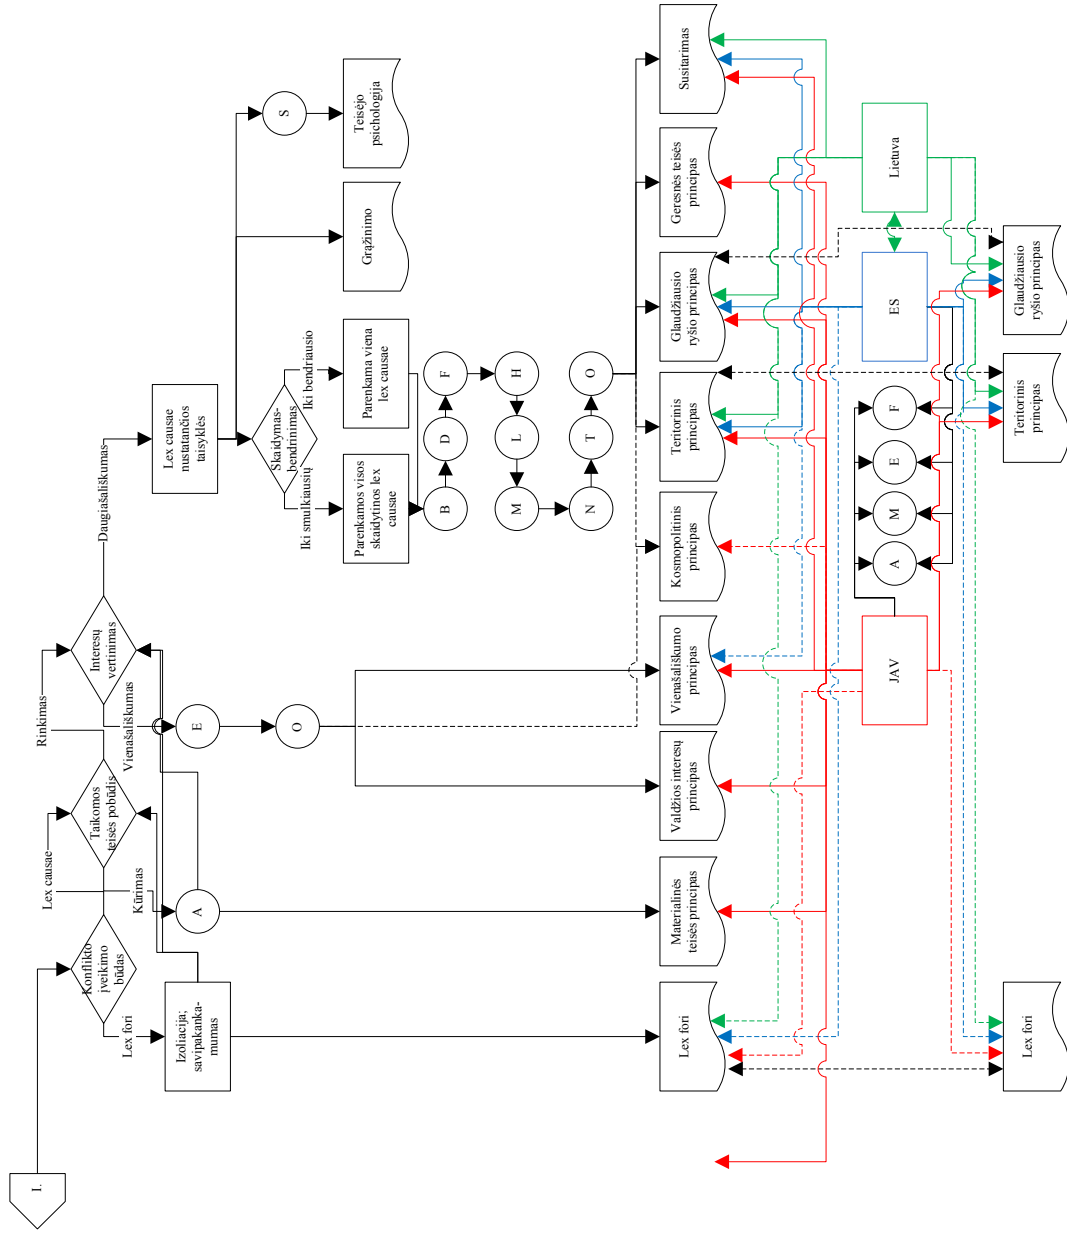 I.
Rinkimas
Lex causae
Konflikto
įveikimo
būdas
Taikomos
teisės pobūdis
Interesų
vertinimas
Daugiašališkumas
Lex fori
Kūrimas
Vienašališkumas
Izoliacija;
savipakanka-
mumas
A
E
Lex causae
nustatančios
taisyklės
Skaidymas-
bendrinimas
S
O
Iki smulkiausių
Iki bendriausio
Parenkamos visos
skaidytinos lex
causae
Parenkama viena
lex causae
Grąžinimo
Teisėjo
psichologija
B
D
F
M
L
H
N
T
O
Lex fori
Materialinės
teisės principas
Valdžios interesų
principas
Vienašališkumo
principas
Kosmopolitinis
principas
Teritorinis
principas
Glaudžiausio
ryšio principas
Geresnės teisės
principas
Susitarimas
JAV
A
M
E
F
ES
Lietuva
Lex fori
Teritorinis
principas
Glaudžiausio
ryšio principas